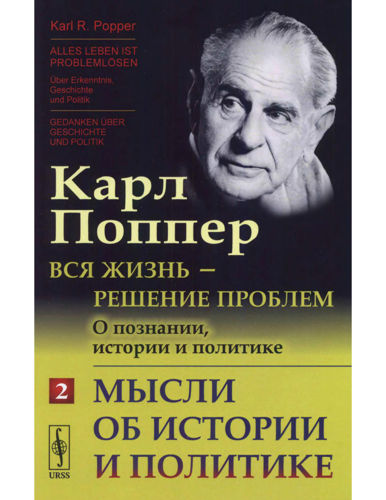 Karl R. Popper
ALLES LEBEN IST
PROBLEMLÖSEN
Über Erkenntnis,
Geschichte
und Politik
GEDANKEN ÜBER
GESCHICHTE
UND POLITIK
Карл
Поппер
ВСЯ ЖИЗНЬ –
РЕШЕНИЕ ПРОБЛЕМ
О познании,
истории и политике
2
МЫСЛИ
ОБ ИСТОРИИ
И ПОЛИТИКЕ
URSS